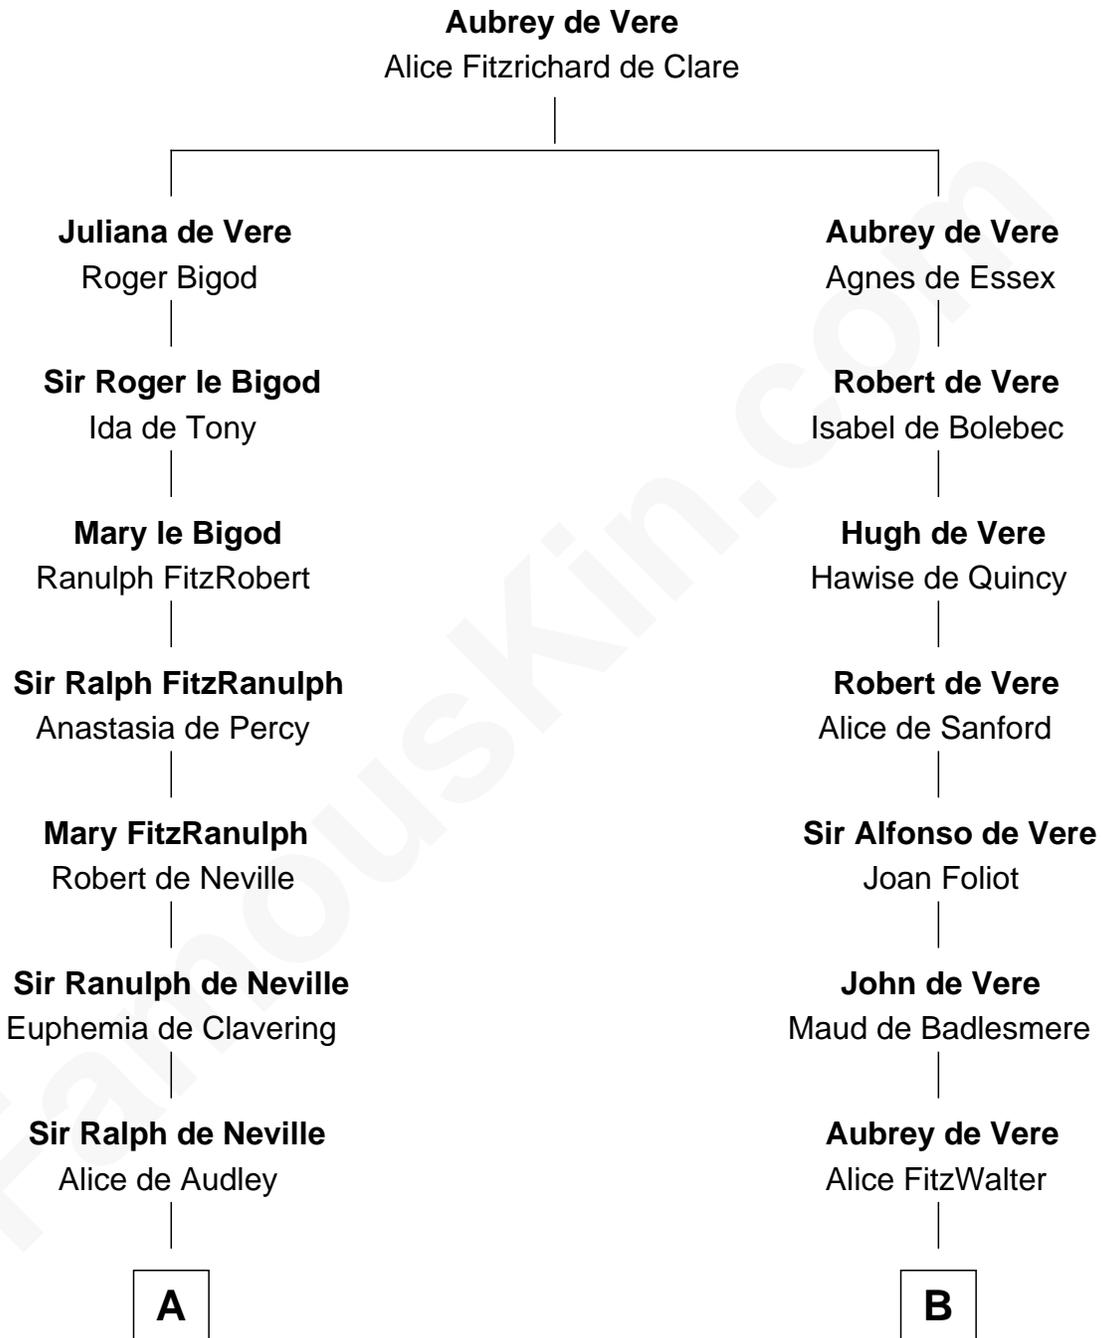 Aubrey de Vere
Alice Fitzrichard de Clare
Juliana de Vere
Roger Bigod
Aubrey de Vere
Agnes de Essex
Sir Roger le Bigod
Ida de Tony
Robert de Vere
Isabel de Bolebec
Mary le Bigod
Ranulph FitzRobert
Hugh de Vere
Hawise de Quincy
Sir Ralph FitzRanulph
Anastasia de Percy
Robert de Vere
Alice de Sanford
Mary FitzRanulph
Robert de Neville
Sir Alfonso de Vere
Joan Foliot
Sir Ranulph de Neville
Euphemia de Clavering
John de Vere
Maud de Badlesmere
Sir Ralph de Neville
Alice de Audley
Aubrey de Vere
Alice FitzWalter
A
B
FamousKin.com